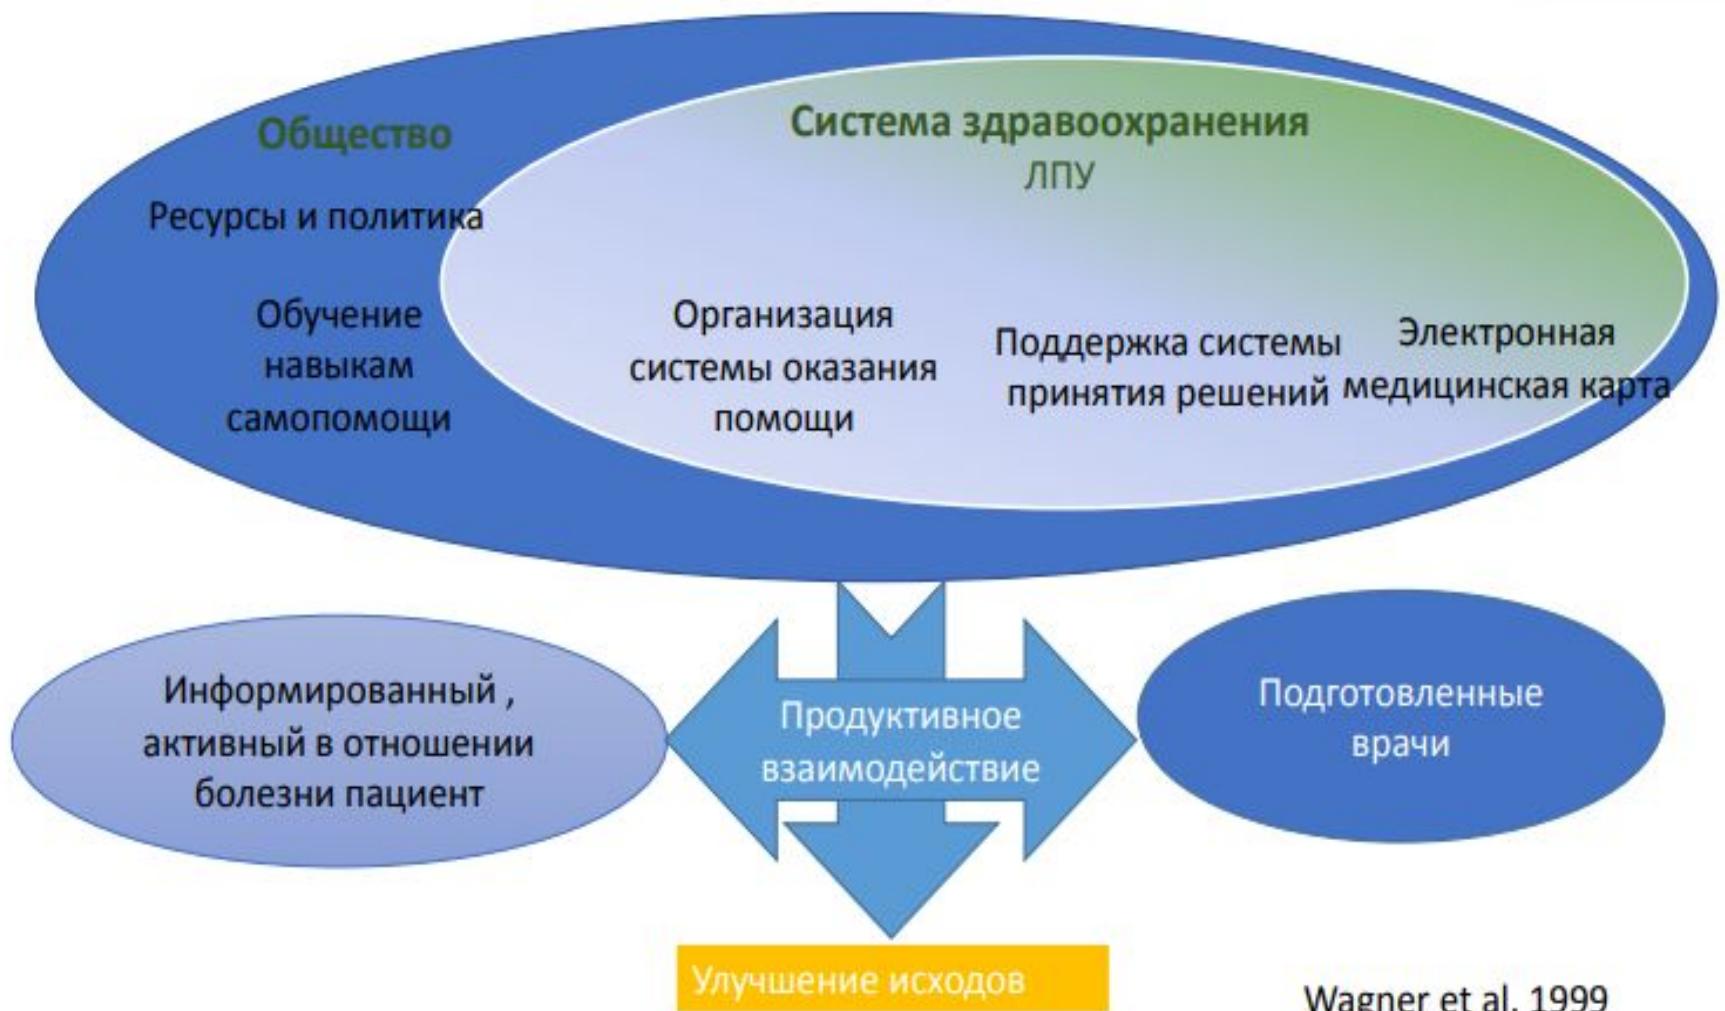 Общество
Ресурсы и политика
Обучение
навыкам
самопомощи
Система здравоохранения
ЛПУ
Организация
системы оказания
помощи
Поддержка системы
принятия решений
Электронная
медицинская карта
Информированный ,
активный в отношении
болезни пациент
Продуктивное
взаимодействие
Подготовленные
врачи
Улучшение исходов
Wagner et al. 1999